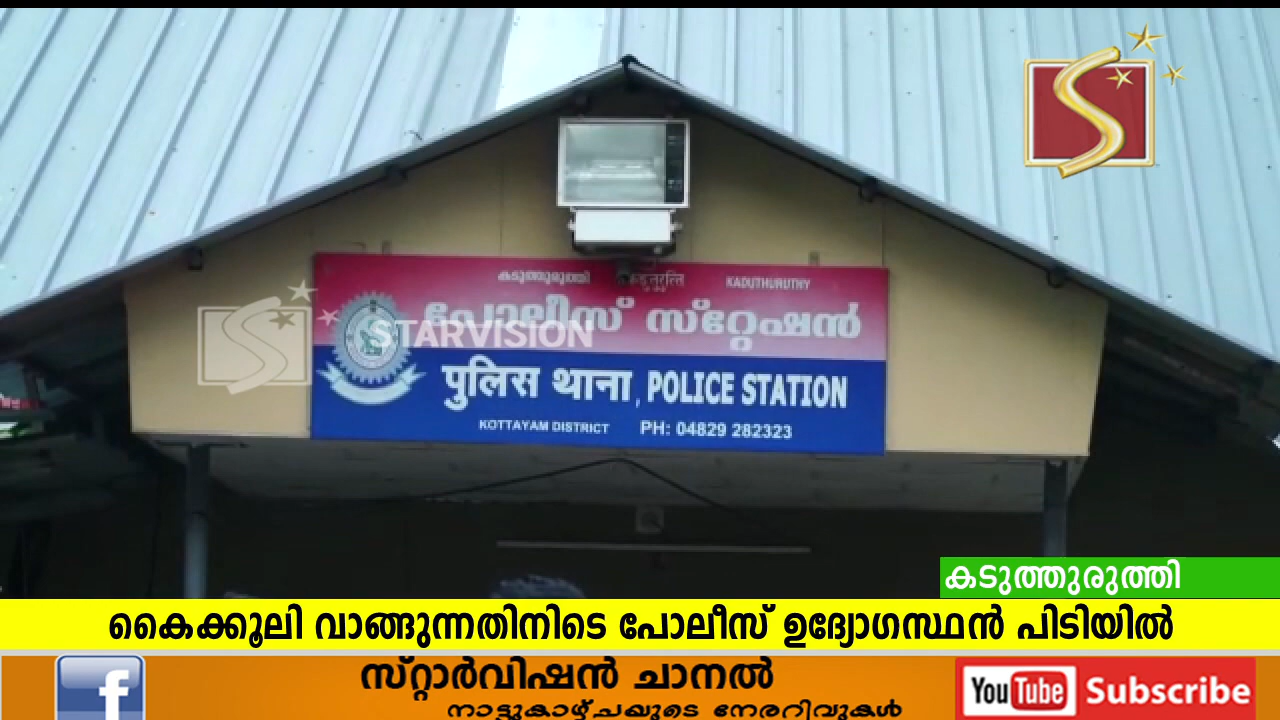 കടുത്തുരുത്തി
KADUTHURUTHY
പോലീസ് സ്റ്റേഷൻ
STARVISION
पुलिस थाना, POLICE STATION
KOTTAYAM DISTRICT PH: 04829 282323
കടുത്തുരുത്തി
കൈക്കൂലി വാങ്ങുന്നതിനിടെ പോലീസ് ഉദ്യോഗസ്ഥൻ പിടിയിൽ
സ്റ്റാർവിഷൻ ചാനൽ
നാട്ടുകാഴ്ചയുടെ നേരറിവുകൾ
f
YouTube Subscribe